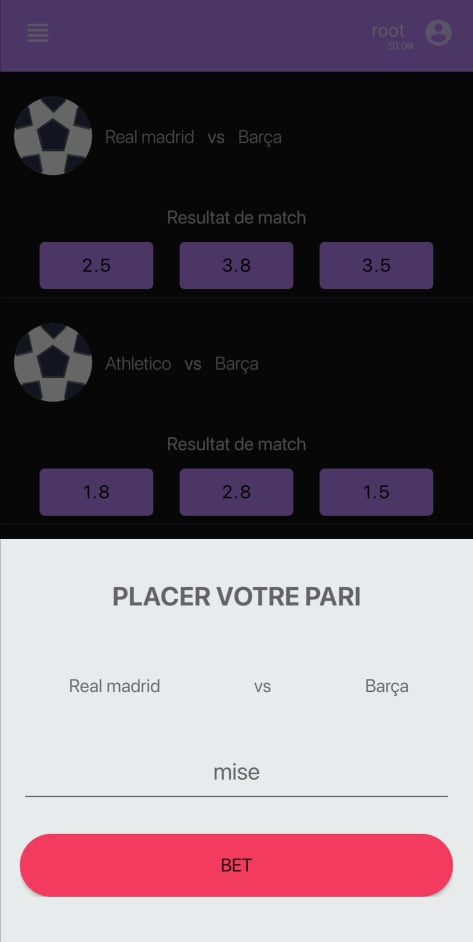 root
50.0
Real madrid vs Barça
Resultat de match
2.5 3.8 3.5
Athletico vs Barça
Resultat de match
1.8 2.8 1.5
PLACER VOTRE PARI
Real madrid vs Barça
mise
BET